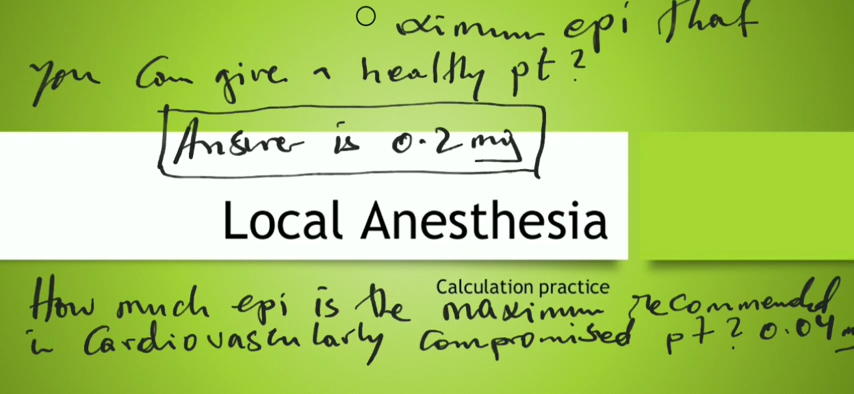 ximum epi that
you can give a healthy pt?
Answer is 0.2 mg
Local Anesthesia
Calculation practice
How much epi is the maximum recommended
in cardiovascularly compromised pt? 0.04 m